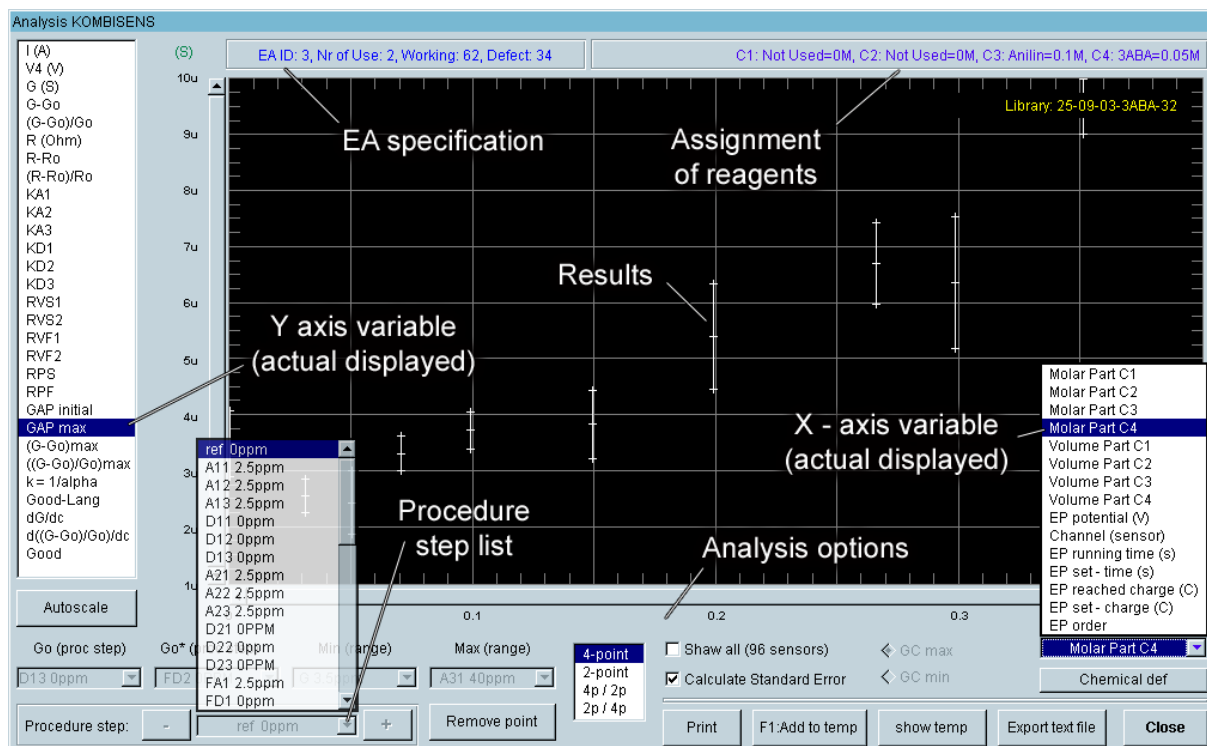 Analysis KOMBISENS
I (A)
V4 (V)
G (S)
G-Go
(G-Go)/Go
R (Ohm)
R-Ro
(R-Ro)/Ro
KA1
KA2
KA3
KD1
KD2
KD3
RVS1
RVS2
RVF1
RVF2
RPS
RPF
GAP initial
GAP max
(G-Go)max
((G-Go)/Go)max
k = 1/alpha
Good-Lang
dG/dc
d((G-Go)/Go)/dc
Good
Autoscale
(S)
EA ID: 3, Nr of Use: 2, Working: 62, Defect: 34
C1: Not Used=0M, C2: Not Used=0M, C3: Anilin=0.1M, C4: 3ABA=0.05M
10u
9u
8u
7u
6u
5u
4u
3u
2u
1u
Library: 25-09-03-3ABA-32
EA specification
Assignment
of reagents
Results
Y axis variable
(actual displayed)
X - axis variable
(actual displayed)
Procedure
step list
Analysis options
ref 0ppm
A11 2.5ppm
A12 2.5ppm
A13 2.5ppm
D11 0ppm
D12 0ppm
D13 0ppm
A21 2.5ppm
A22 2.5ppm
A23 2.5ppm
D21 0PPM
D22 0ppm
D23 0PPM
FA1 2.5ppm
FD1 0ppm
Molar Part C1
Molar Part C2
Molar Part C3
Molar Part C4
Volume Part C1
Volume Part C2
Volume Part C3
Volume Part C4
EP potential (V)
Channel (sensor)
EP running time (s)
EP set - time (s)
EP reached charge (C)
EP set - charge (C)
EP order
0.1
0.2
0.3
Go (proc step)
Go*
Min (range)
Max (range)
D13 0ppm
FD2
A31 40ppm
4-point
2-point
4p / 2p
2p / 4p
Shaw all (96 sensors)
Calculate Standard Error
GC max
GC min
Molar Part C4
Chemical def
Procedure step:
-
ref 0ppm
+
Remove point
Print
F1:Add to temp
show temp
Export text file
Close